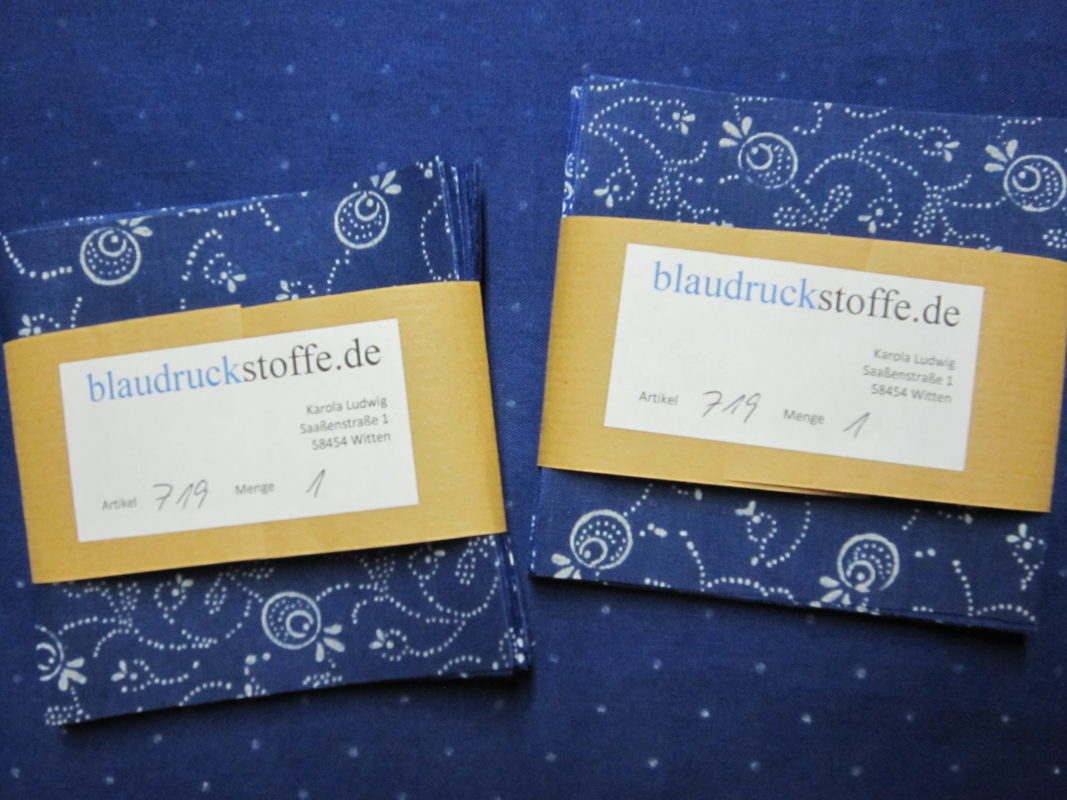 blaudruckstoffe.de
Karola Ludwig
Saaßenstraße 1
58454 Witten
Artikel 719 Menge 1
blaudruckstoffe.de
Karola Ludwig
Saaßenstraße 1
58454 Witten
Artikel 719 Menge 1